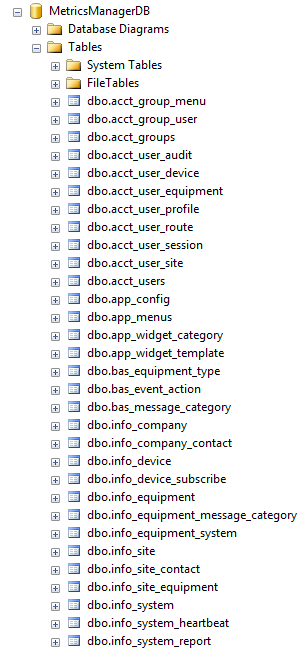 MetricsManagerDB
Database Diagrams
Tables
System Tables
FileTables
dbo.acct_group_menu
dbo.acct_group_user
dbo.acct_groups
dbo.acct_user_audit
dbo.acct_user_device
dbo.acct_user_equipment
dbo.acct_user_profile
dbo.acct_user_route
dbo.acct_user_session
dbo.acct_user_site
dbo.acct_users
dbo.app_config
dbo.app_menus
dbo.app_widget_category
dbo.app_widget_template
dbo.bas_equipment_type
dbo.bas_event_action
dbo.bas_message_category
dbo.info_company
dbo.info_company_contact
dbo.info_device
dbo.info_device_subscribe
dbo.info_equipment
dbo.info_equipment_message_category
dbo.info_equipment_system
dbo.info_site
dbo.info_site_contact
dbo.info_site_equipment
dbo.info_system
dbo.info_system_heartbeat
dbo.info_system_report